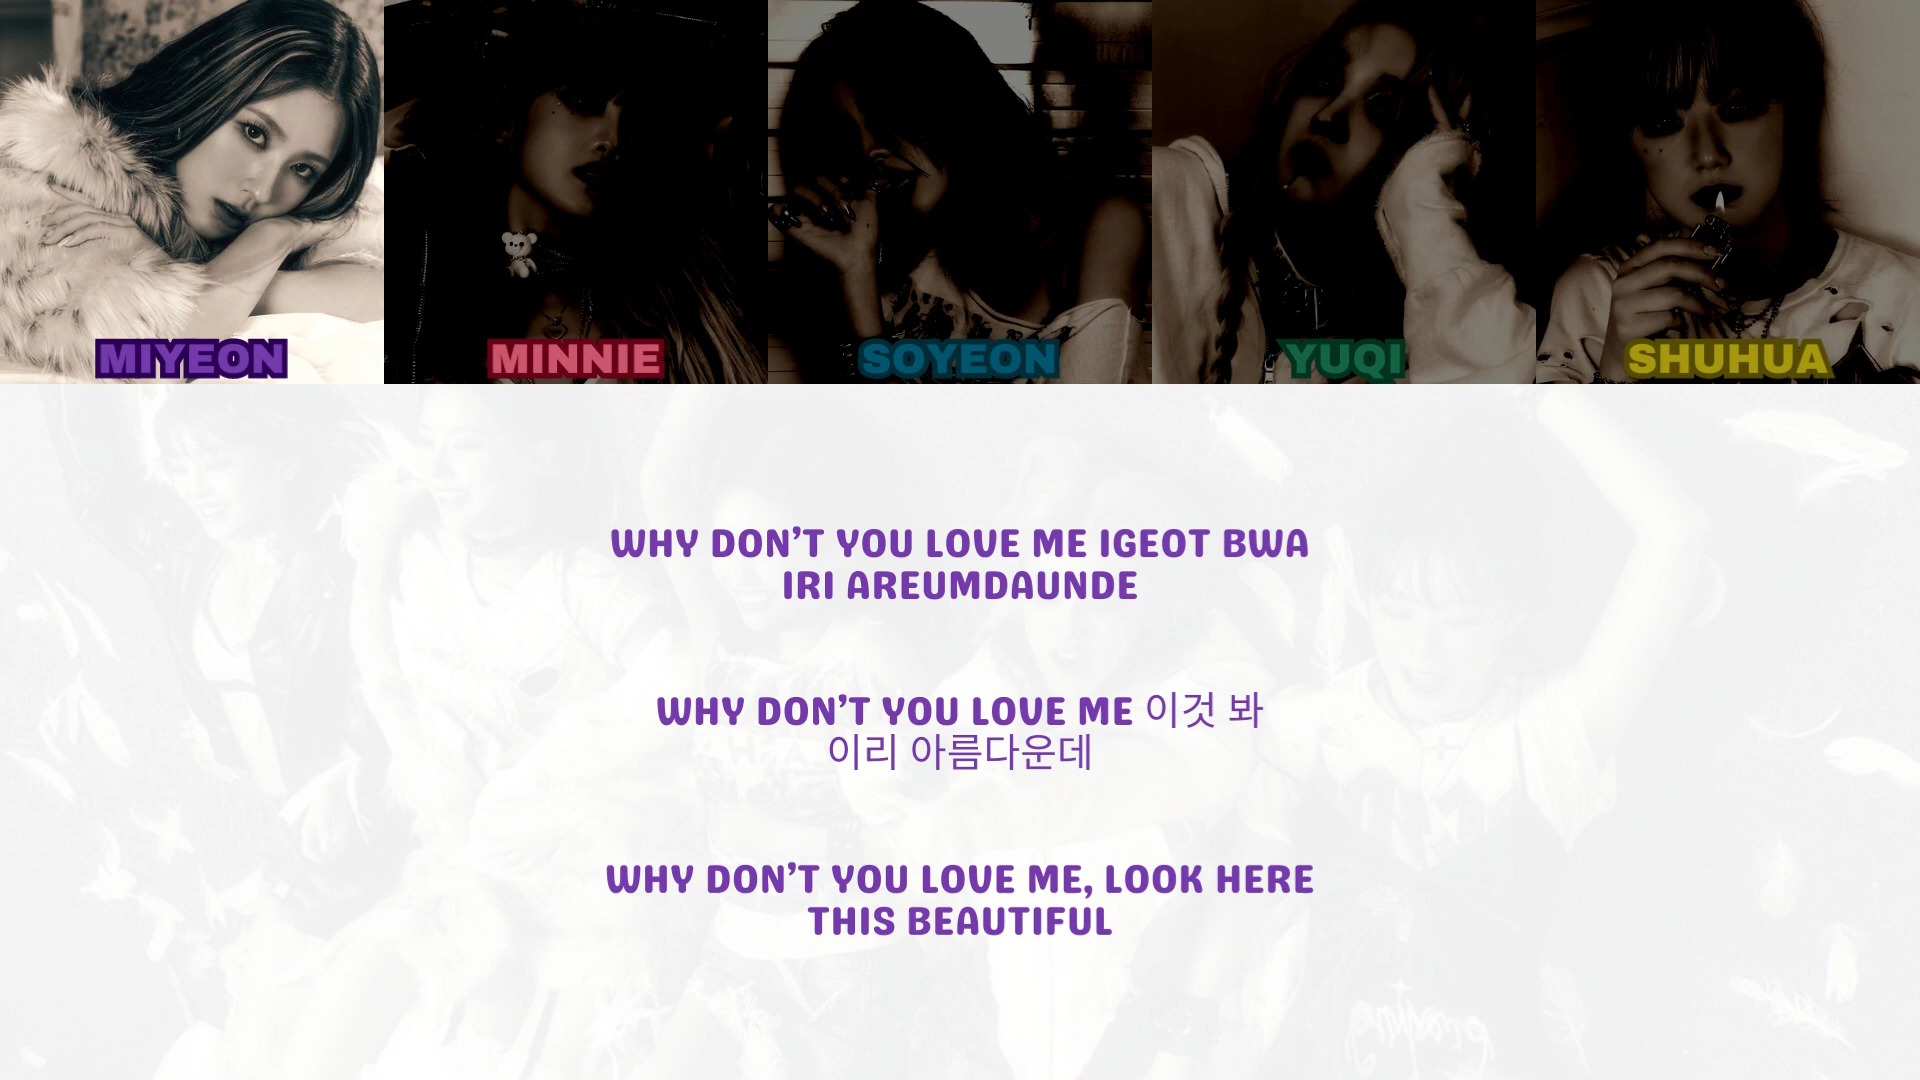 MIYEON
MINNIE
SOYEON
YUQI
SHUHUA
WHY DON'T YOU LOVE ME IGEOT BWA
IRI AREUMDAUNDE
WHY DON'T YOU LOVE ME 이것 봐
이리 아름다운데
WHY DON'T YOU LOVE ME, LOOK HERE
THIS BEAUTIFUL